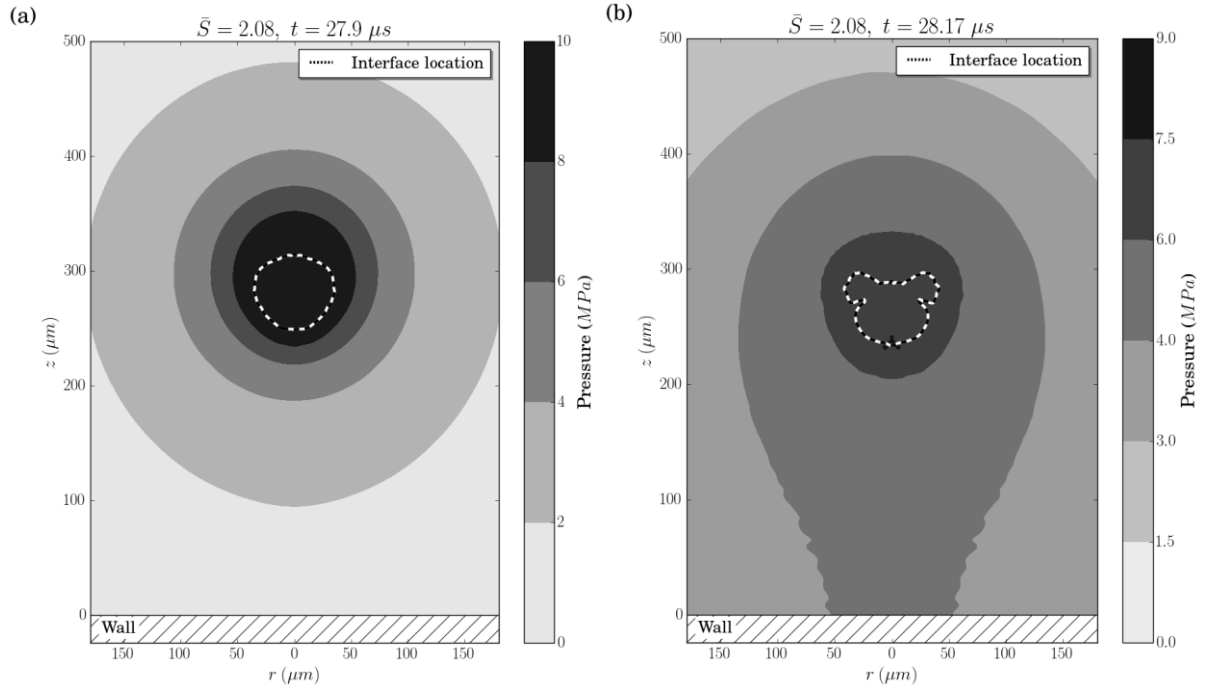 (a)
S̄ = 2.08, t = 27.9 μs
Interface location
500
400
300
200
100
0
z (μm)
Wall
150 100 50 0 50 100 150
r (μm)
10
8
6
4
2
0
Pressure (MPa)
(b)
S̄ = 2.08, t = 28.17 μs
Interface location
500
400
300
200
100
0
z (μm)
Wall
150 100 50 0 50 100 150
r (μm)
9.0
7.5
6.0
4.0
3.0
1.5
0.0
Pressure (MPa)